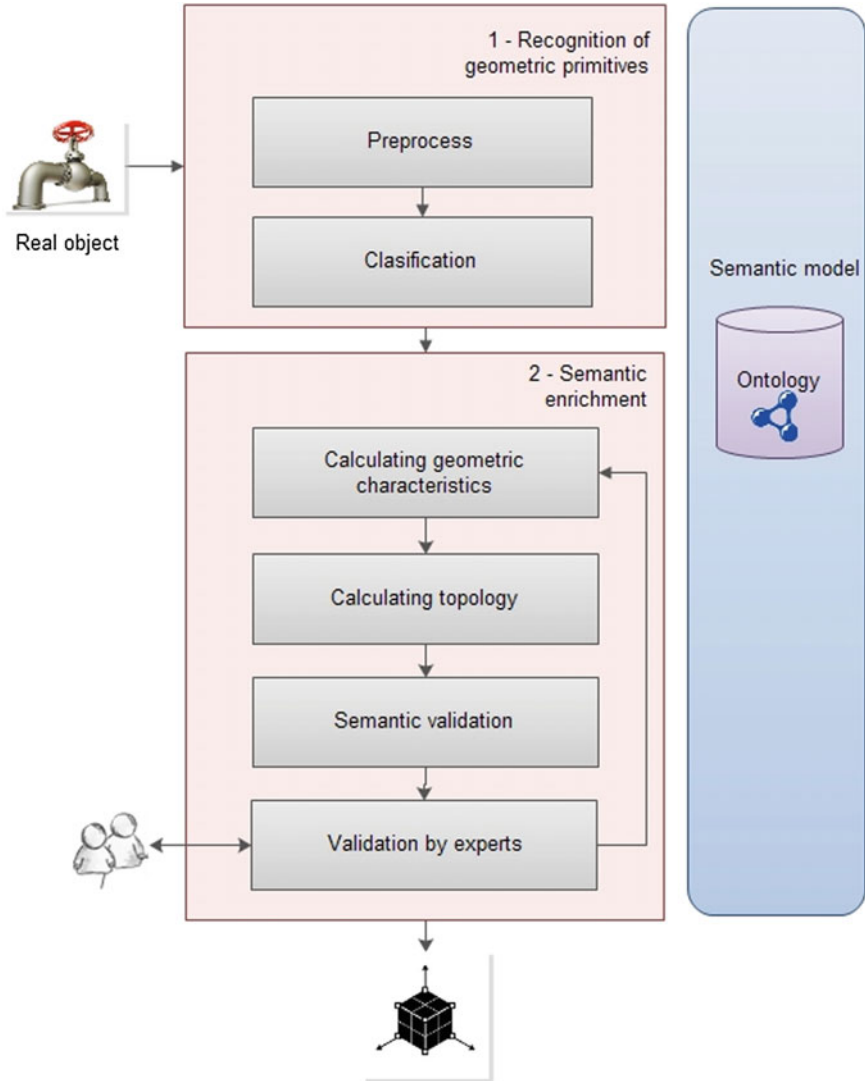 1 - Recognition of
geometric primitives
Preprocess
Real object
Clasification
Semantic model
Ontology
2 - Semantic
enrichment
Calculating geometric
characteristics
Calculating topology
Semantic validation
Validation by experts